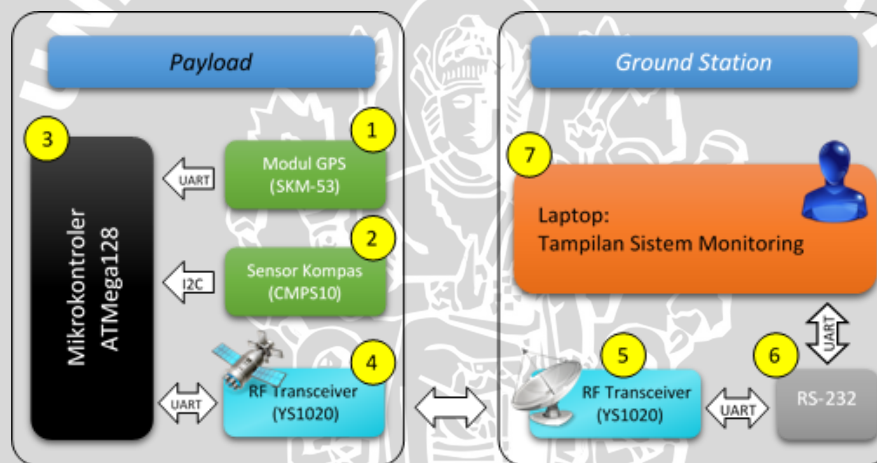 Payload
3
Mikrokontroler
ATMega128
UART
1
Modul GPS
(SKM-53)
I2C
2
Sensor Kompas
(CMPS10)
UART
4
RF Transceiver
(YS1020)
Ground Station
7
Laptop:
Tampilan Sistem Monitoring
UART
5
RF Transceiver
(YS1020)
UART
6
RS-232